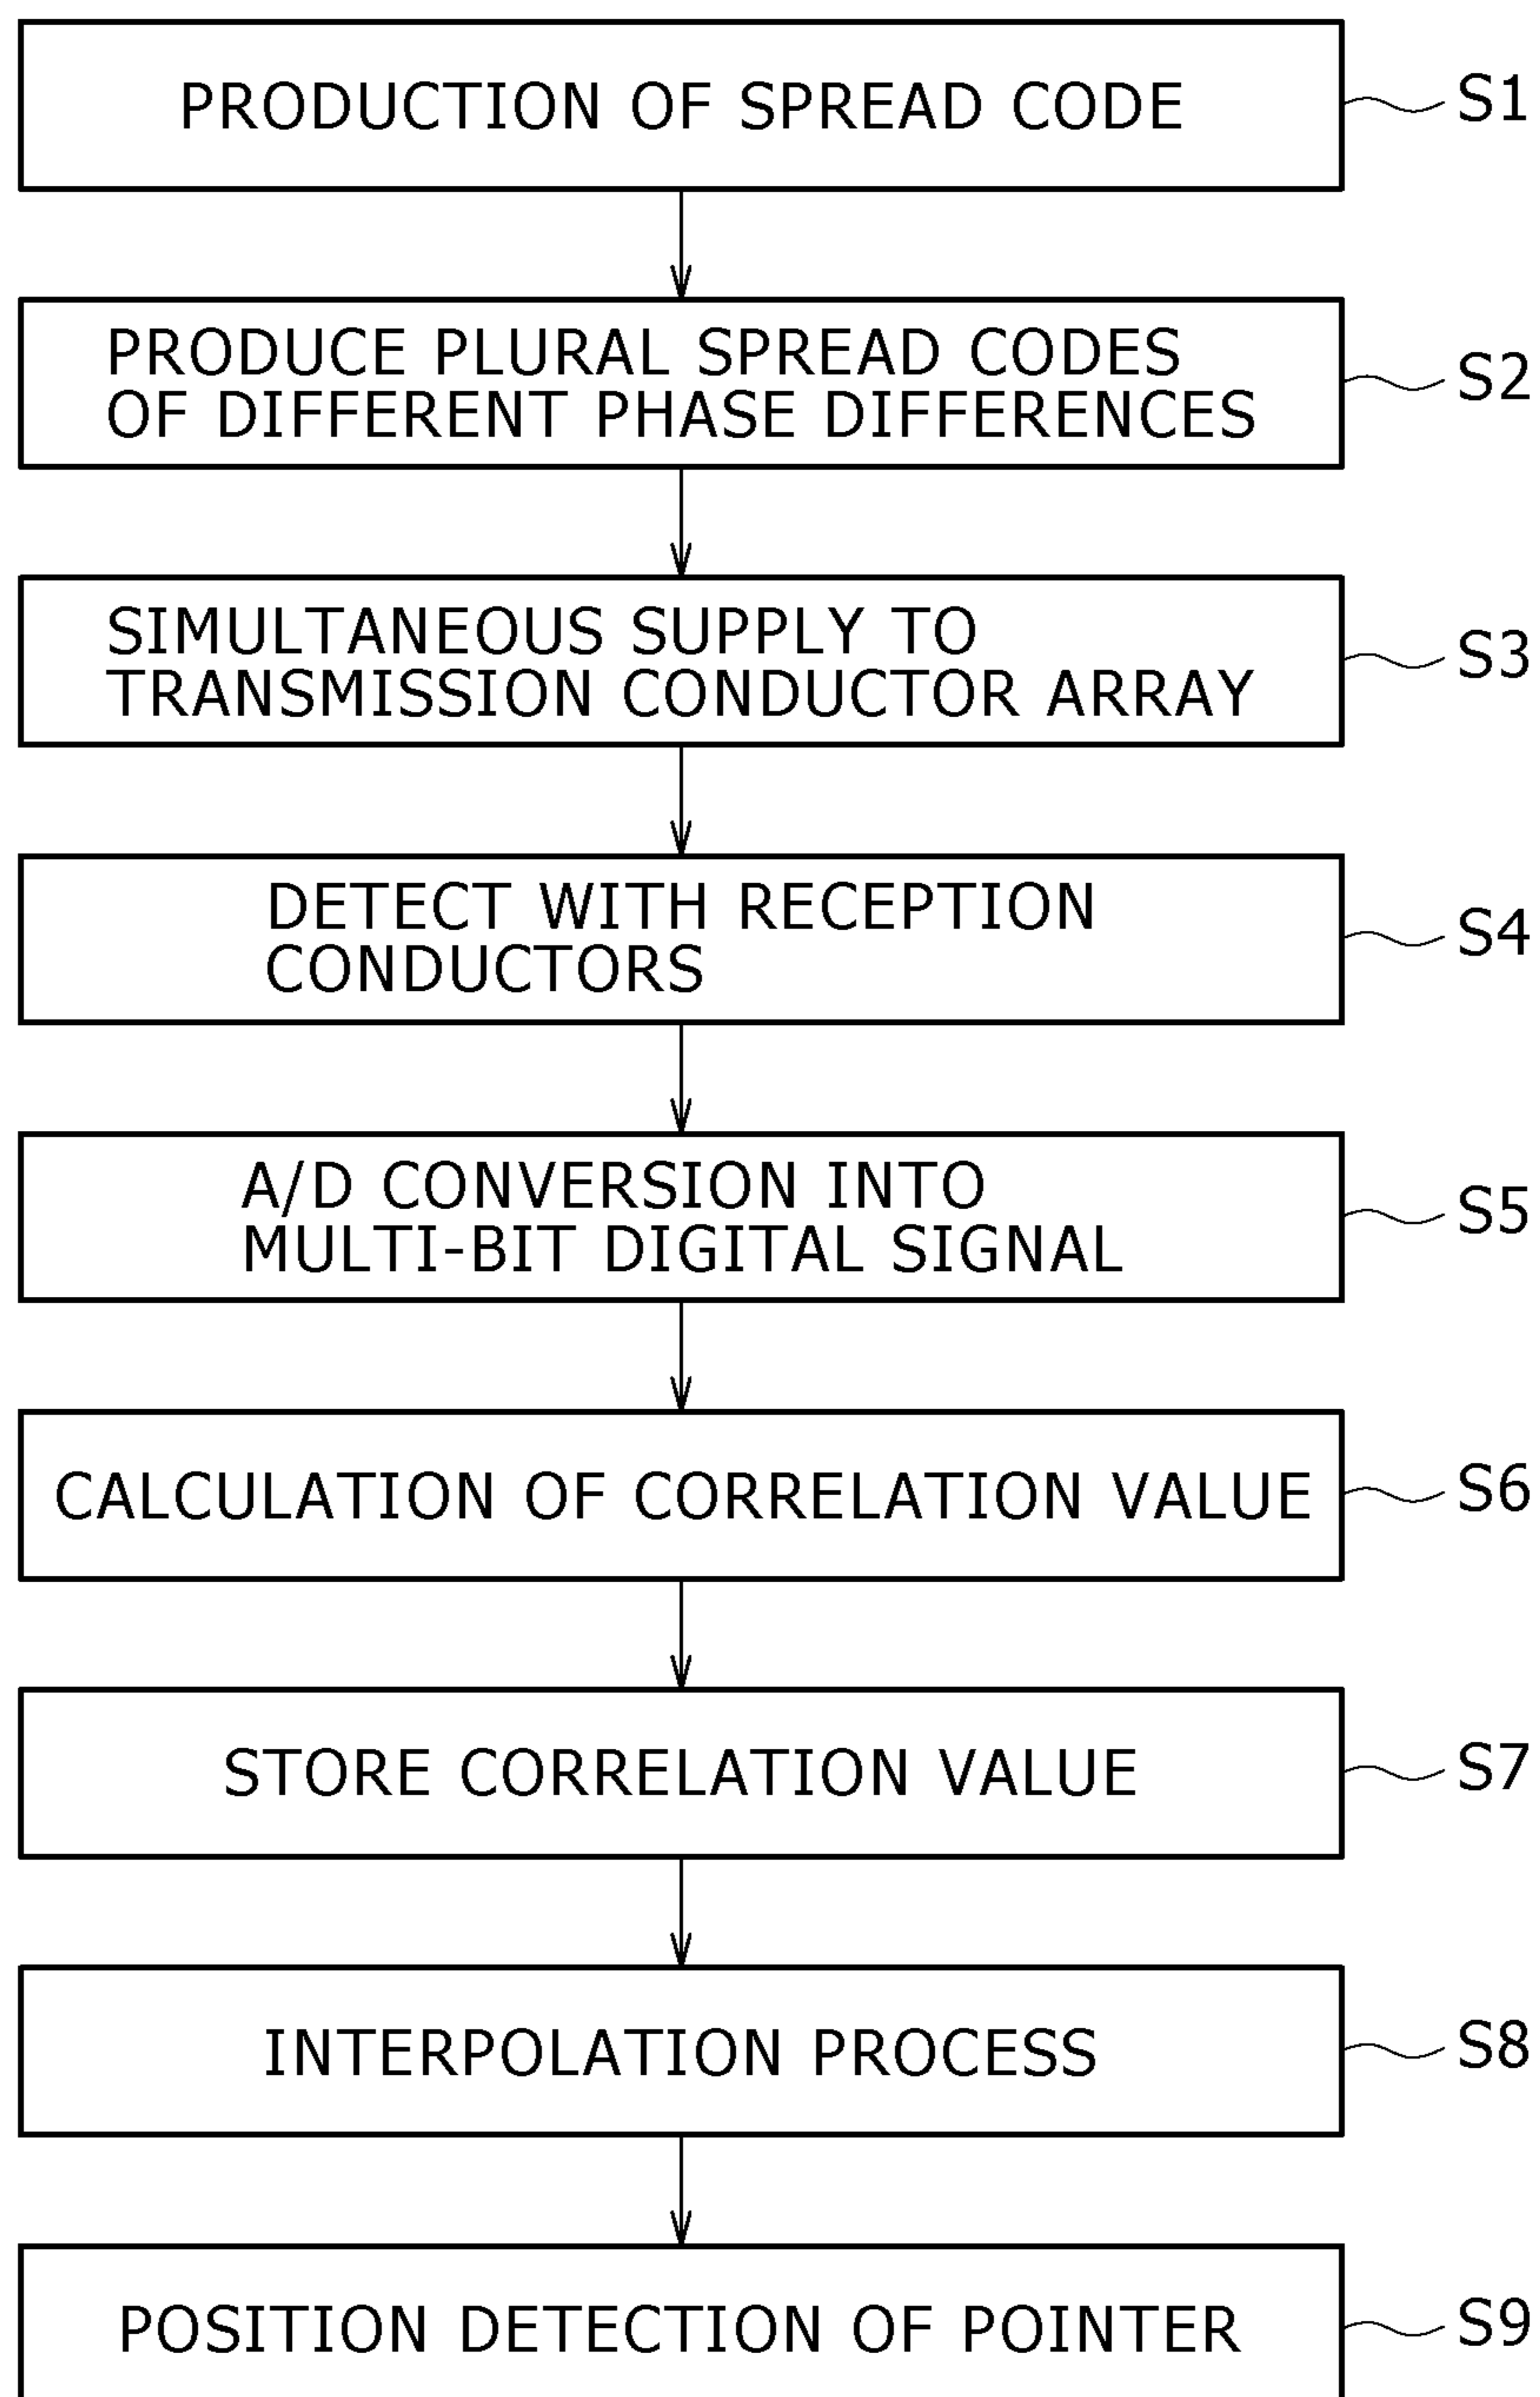 PRODUCTION OF SPREAD CODE
S1
PRODUCE PLURAL SPREAD CODES
OF DIFFERENT PHASE DIFFERENCES
S2
SIMULTANEOUS SUPPLY TO
TRANSMISSION CONDUCTOR ARRAY
S3
DETECT WITH RECEPTION
CONDUCTORS
S4
A/D CONVERSION INTO
MULTI-BIT DIGITAL SIGNAL
S5
CALCULATION OF CORRELATION VALUE
S6
STORE CORRELATION VALUE
S7
INTERPOLATION PROCESS
S8
POSITION DETECTION OF POINTER
S9